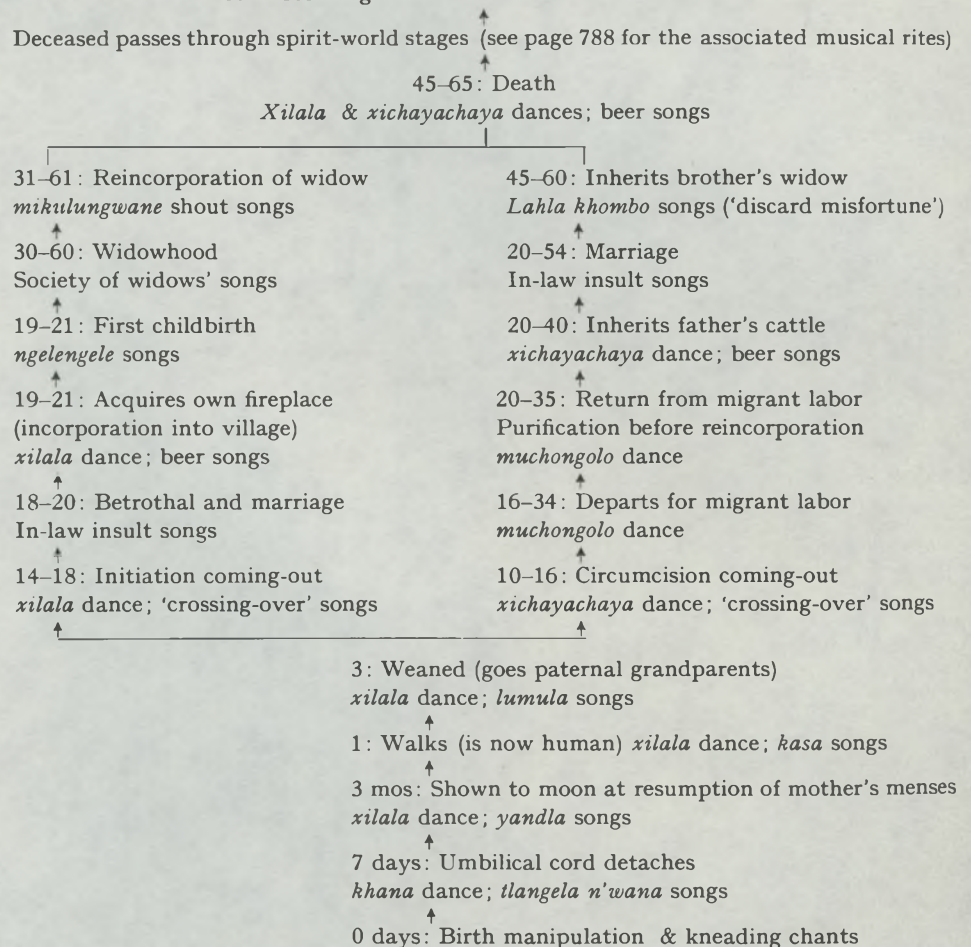 Deceased passes through spirit-world stages (see page 788 for the associated musical rites)
45–65: Death
Xilala & xichayachaya dances; beer songs
31–61: Reincorporation of widow
mikulungwane shout songs
30–60: Widowhood
Society of widows' songs
19–21: First childbirth
ngelengele songs
19–21: Acquires own fireplace
(incorporation into village)
xilala dance; beer songs
18–20: Betrothal and marriage
In-law insult songs
14–18: Initiation coming-out
xilala dance; 'crossing-over' songs
45–60: Inherits brother's widow
Lahla khombo songs ('discard misfortune')
20–54: Marriage
In-law insult songs
20–40: Inherits father's cattle
xichayachaya dance; beer songs
20–35: Return from migrant labor
Purification before reincorporation
muchongolo dance
16–34: Departs for migrant labor
muchongolo dance
10–16: Circumcision coming-out
xichayachaya dance; 'crossing-over' songs
3: Weaned (goes paternal grandparents)
xilala dance; lumula songs
1: Walks (is now human) xilala dance; kasa songs
3 mos: Shown to moon at resumption of mother's menses
xilala dance; yandla songs
7 days: Umbilical cord detaches
khana dance; tlangela n'wana songs
0 days: Birth manipulation & kneading chants